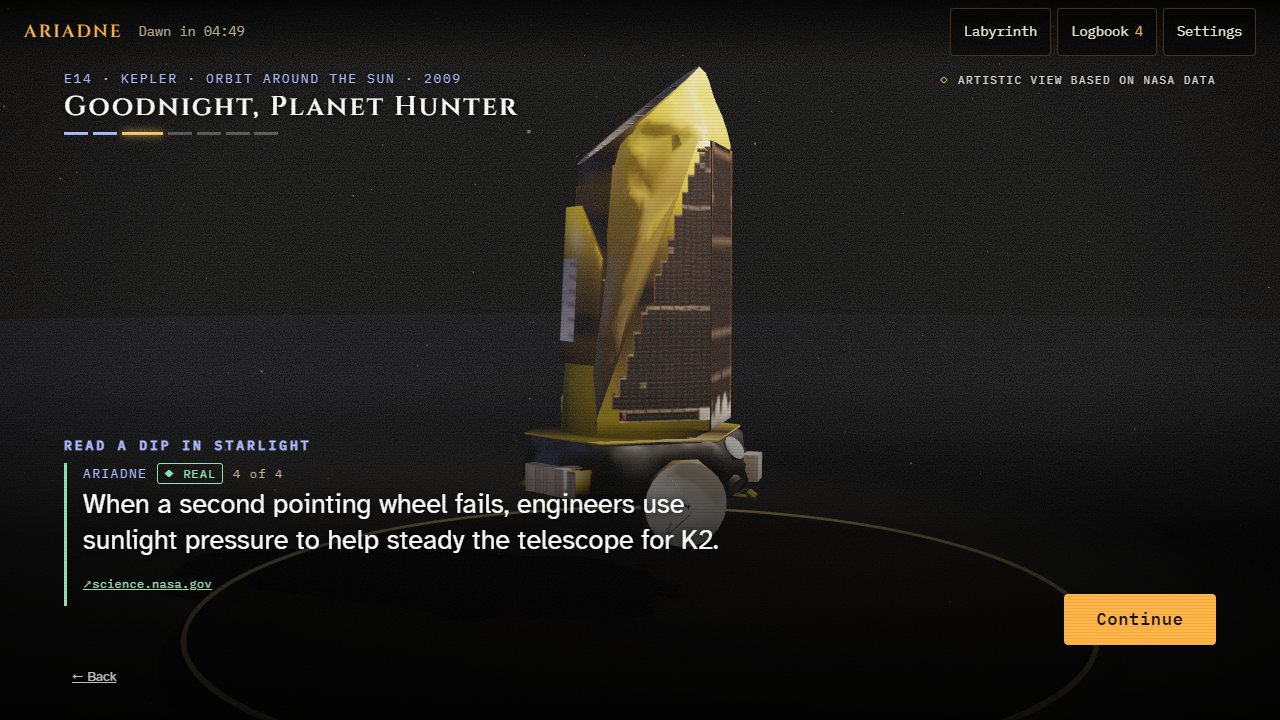 ARIADNE Dawn in 04:49
Labyrinth
Logbook 4
Settings
E14 · KEPLER · ORBIT AROUND THE SUN · 2009
GOODNIGHT, PLANET HUNTER
◇ ARTISTIC VIEW BASED ON NASA DATA
READ A DIP IN STARLIGHT
ARIADNE ◆ REAL 4 of 4
When a second pointing wheel fails, engineers use
sunlight pressure to help steady the telescope for K2.
↗science.nasa.gov
Continue
← Back